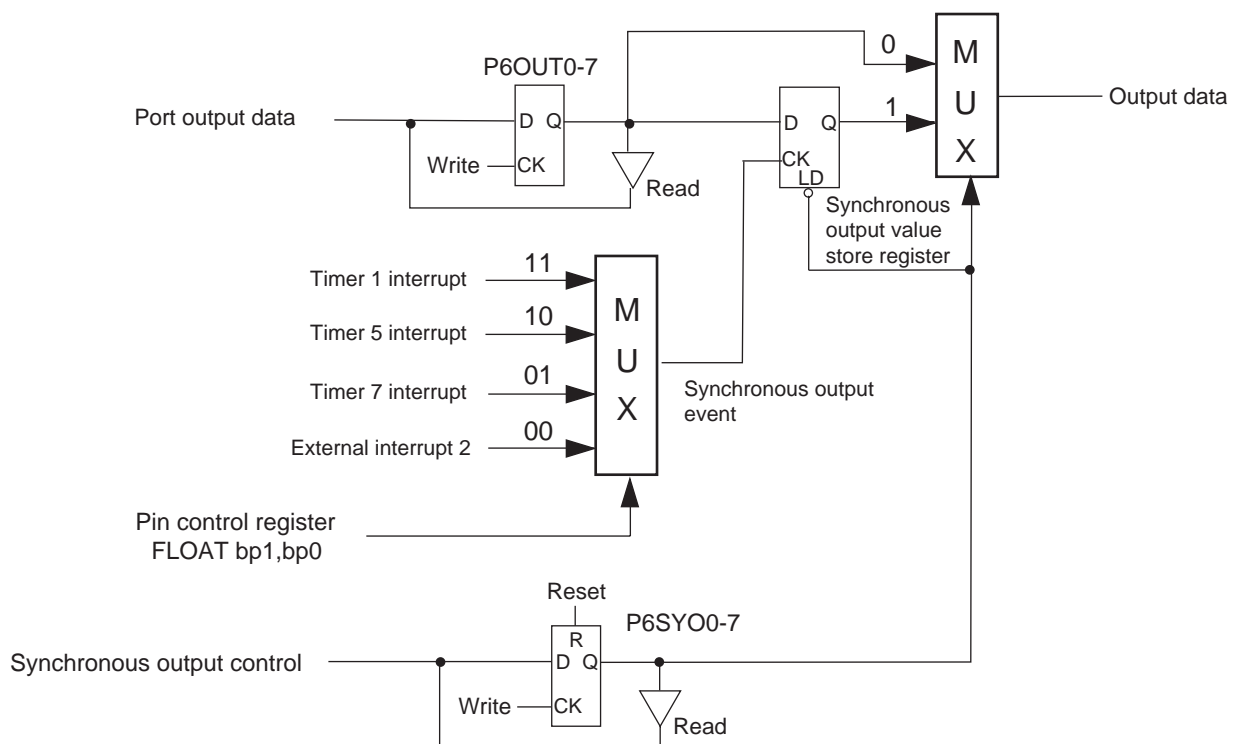 P6OUT0-7
Port output data
D Q
Write
CK
Read
0
1
D Q
CK
LD
M
U
X
Output data
Synchronous
output value
store register
Timer 1 interrupt
11
Timer 5 interrupt
10
Timer 7 interrupt
01
External interrupt 2
00
M
U
X
Synchronous output
event
Pin control register
FLOAT bp1,bp0
Reset
R
P6SYO0-7
Synchronous output control
D Q
Write
CK
Read